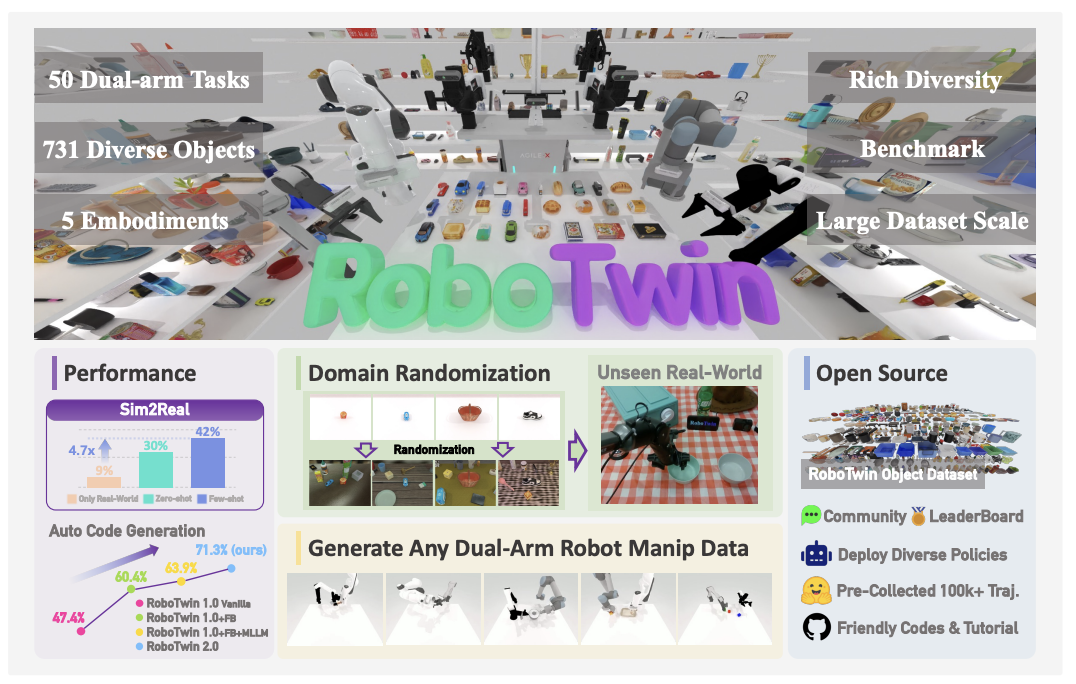 50 Dual-arm Tasks
731 Diverse Objects
5 Embodiments
Rich Diversity
Benchmark
Large Dataset Scale
AGILE X
RoboTwin
Performance
Sim2Real
4.7x
9%
30%
42%
Only Real-World
Zero-shot
Few-shot
Auto Code Generation
47.4%
60.4%
63.9%
71.3% (ours)
RoboTwin 1.0 Vanilla
RoboTwin 1.0+FB
RoboTwin 1.0+FB+MLLM
RoboTwin 2.0
Domain Randomization
Randomization
Unseen Real-World
RoboTwin
Generate Any Dual-Arm Robot Manip Data
Open Source
RoboTwin Object Dataset
Community LeaderBoard
Deploy Diverse Policies
Pre-Collected 100k+ Traj.
Friendly Codes & Tutorial